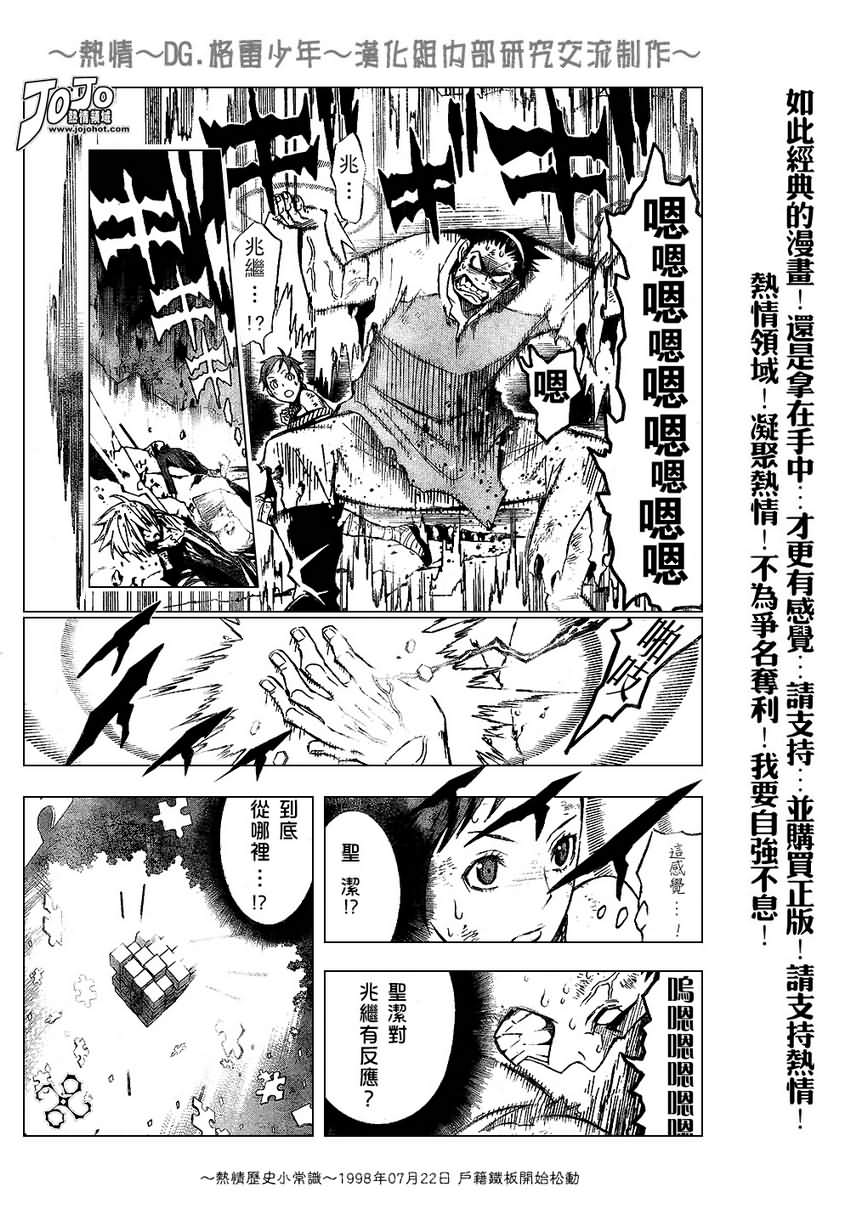 ～熱情～DG.格雷少年～漢化組內部研究交流制作～
JOJO
熱情領域
www.jojohot.com
如此經典的漫畫！還是拿在手中…才更有感覺…請支持…並購買正版！請支持熱情！
熱情領域！凝聚熱情！不為爭名奪利！我要自強不息！
嗯嗯嗯嗯嗯嗯嗯嗯嗯
嗯
兆…
兆繼…!?
啪吱
這感覺…！
聖潔!?
嗚嗯嗯嗯嗯嗯
聖潔對
兆繼有反應？
到底
從哪裡…!?
～熱情歷史小常識～1998年07月22日 戶籍鐵板開始松動